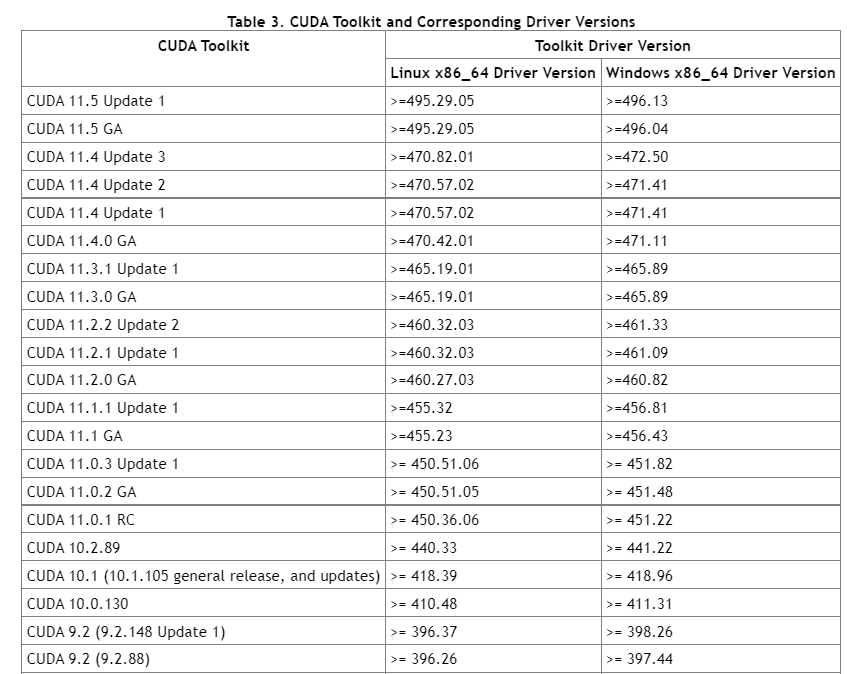 Table 3. CUDA Toolkit and Corresponding Driver Versions
CUDA Toolkit Toolkit Driver Version
Linux x86_64 Driver Version Windows x86_64 Driver Version
CUDA 11.5 Update 1 >=495.29.05 >=496.13
CUDA 11.5 GA >=495.29.05 >=496.04
CUDA 11.4 Update 3 >=470.82.01 >=472.50
CUDA 11.4 Update 2 >=470.57.02 >=471.41
CUDA 11.4 Update 1 >=470.57.02 >=471.41
CUDA 11.4.0 GA >=470.42.01 >=471.11
CUDA 11.3.1 Update 1 >=465.19.01 >=465.89
CUDA 11.3.0 GA >=465.19.01 >=465.89
CUDA 11.2.2 Update 2 >=460.32.03 >=461.33
CUDA 11.2.1 Update 1 >=460.32.03 >=461.09
CUDA 11.2.0 GA >=460.27.03 >=460.82
CUDA 11.1.1 Update 1 >=455.32 >=456.81
CUDA 11.1 GA >=455.23 >=456.43
CUDA 11.0.3 Update 1 >= 450.51.06 >= 451.82
CUDA 11.0.2 GA >= 450.51.05 >= 451.48
CUDA 11.0.1 RC >= 450.36.06 >= 451.22
CUDA 10.2.89 >= 440.33 >= 441.22
CUDA 10.1 (10.1.105 general release, and updates) >= 418.39 >= 418.96
CUDA 10.0.130 >= 410.48 >= 411.31
CUDA 9.2 (9.2.148 Update 1) >= 396.37 >= 398.26
CUDA 9.2 (9.2.88) >= 396.26 >= 397.44